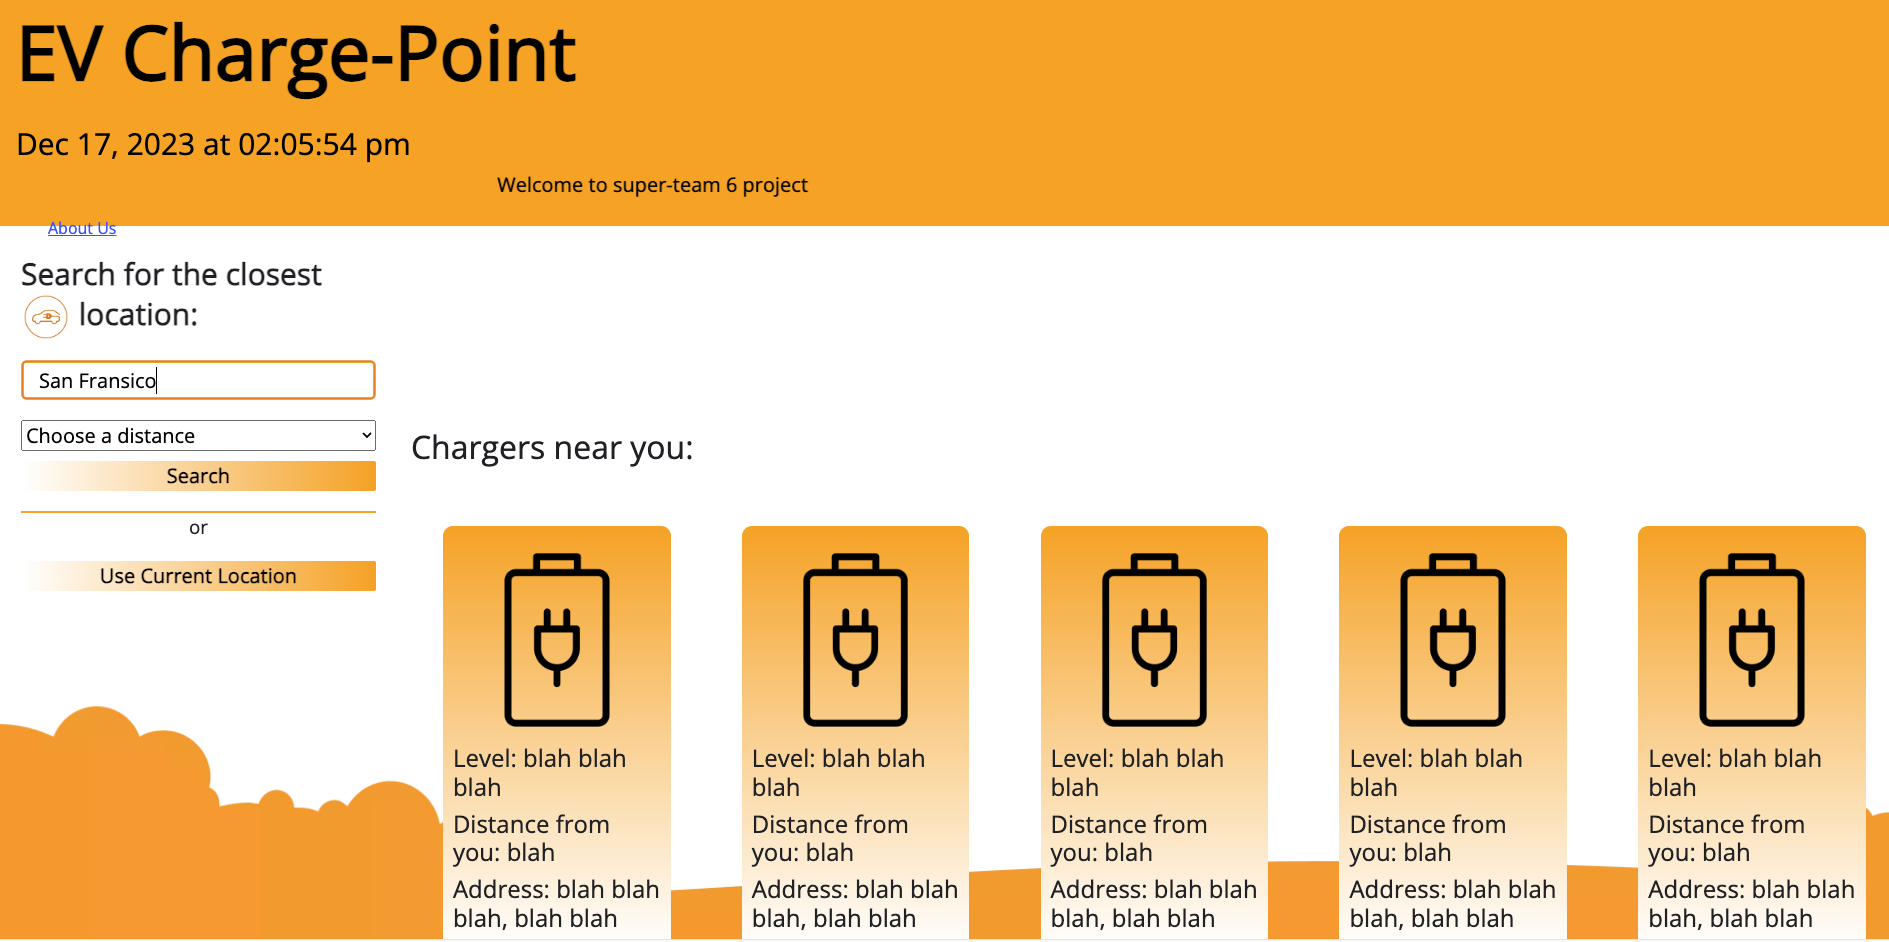 EV Charge-Point
Dec 17, 2023 at 02:05:54 pm
Welcome to super-team 6 project
About Us
Search for the closest
location:
San Fransico
Choose a distance
Search
or
Use Current Location
Chargers near you:
Level: blah blah
blah
Distance from
you: blah
Address: blah blah
blah, blah blah
Level: blah blah
blah
Distance from
you: blah
Address: blah blah
blah, blah blah
Level: blah blah
blah
Distance from
you: blah
Address: blah blah
blah, blah blah
Level: blah blah
blah
Distance from
you: blah
Address: blah blah
blah, blah blah
Level: blah blah
blah
Distance from
you: blah
Address: blah blah
blah, blah blah